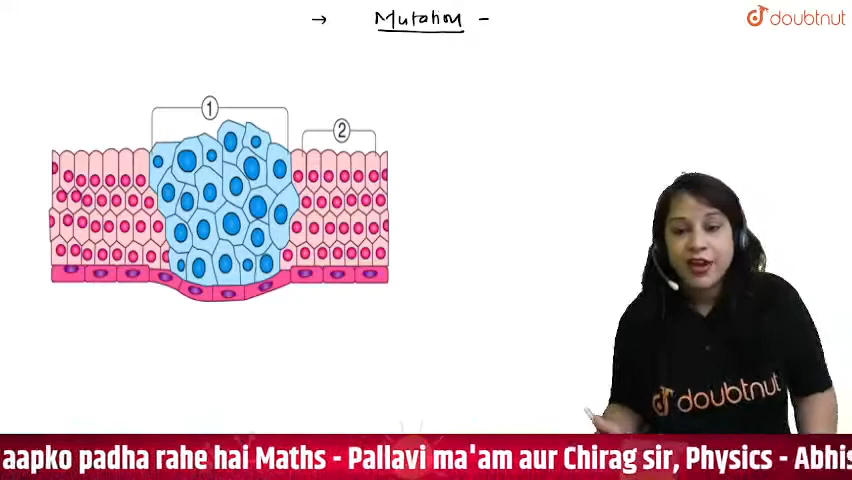 → Mutation -
doubtnut
1
2
doubtnut
aapko padha rahe hai Maths - Pallavi ma'am aur Chirag sir, Physics - Abhis